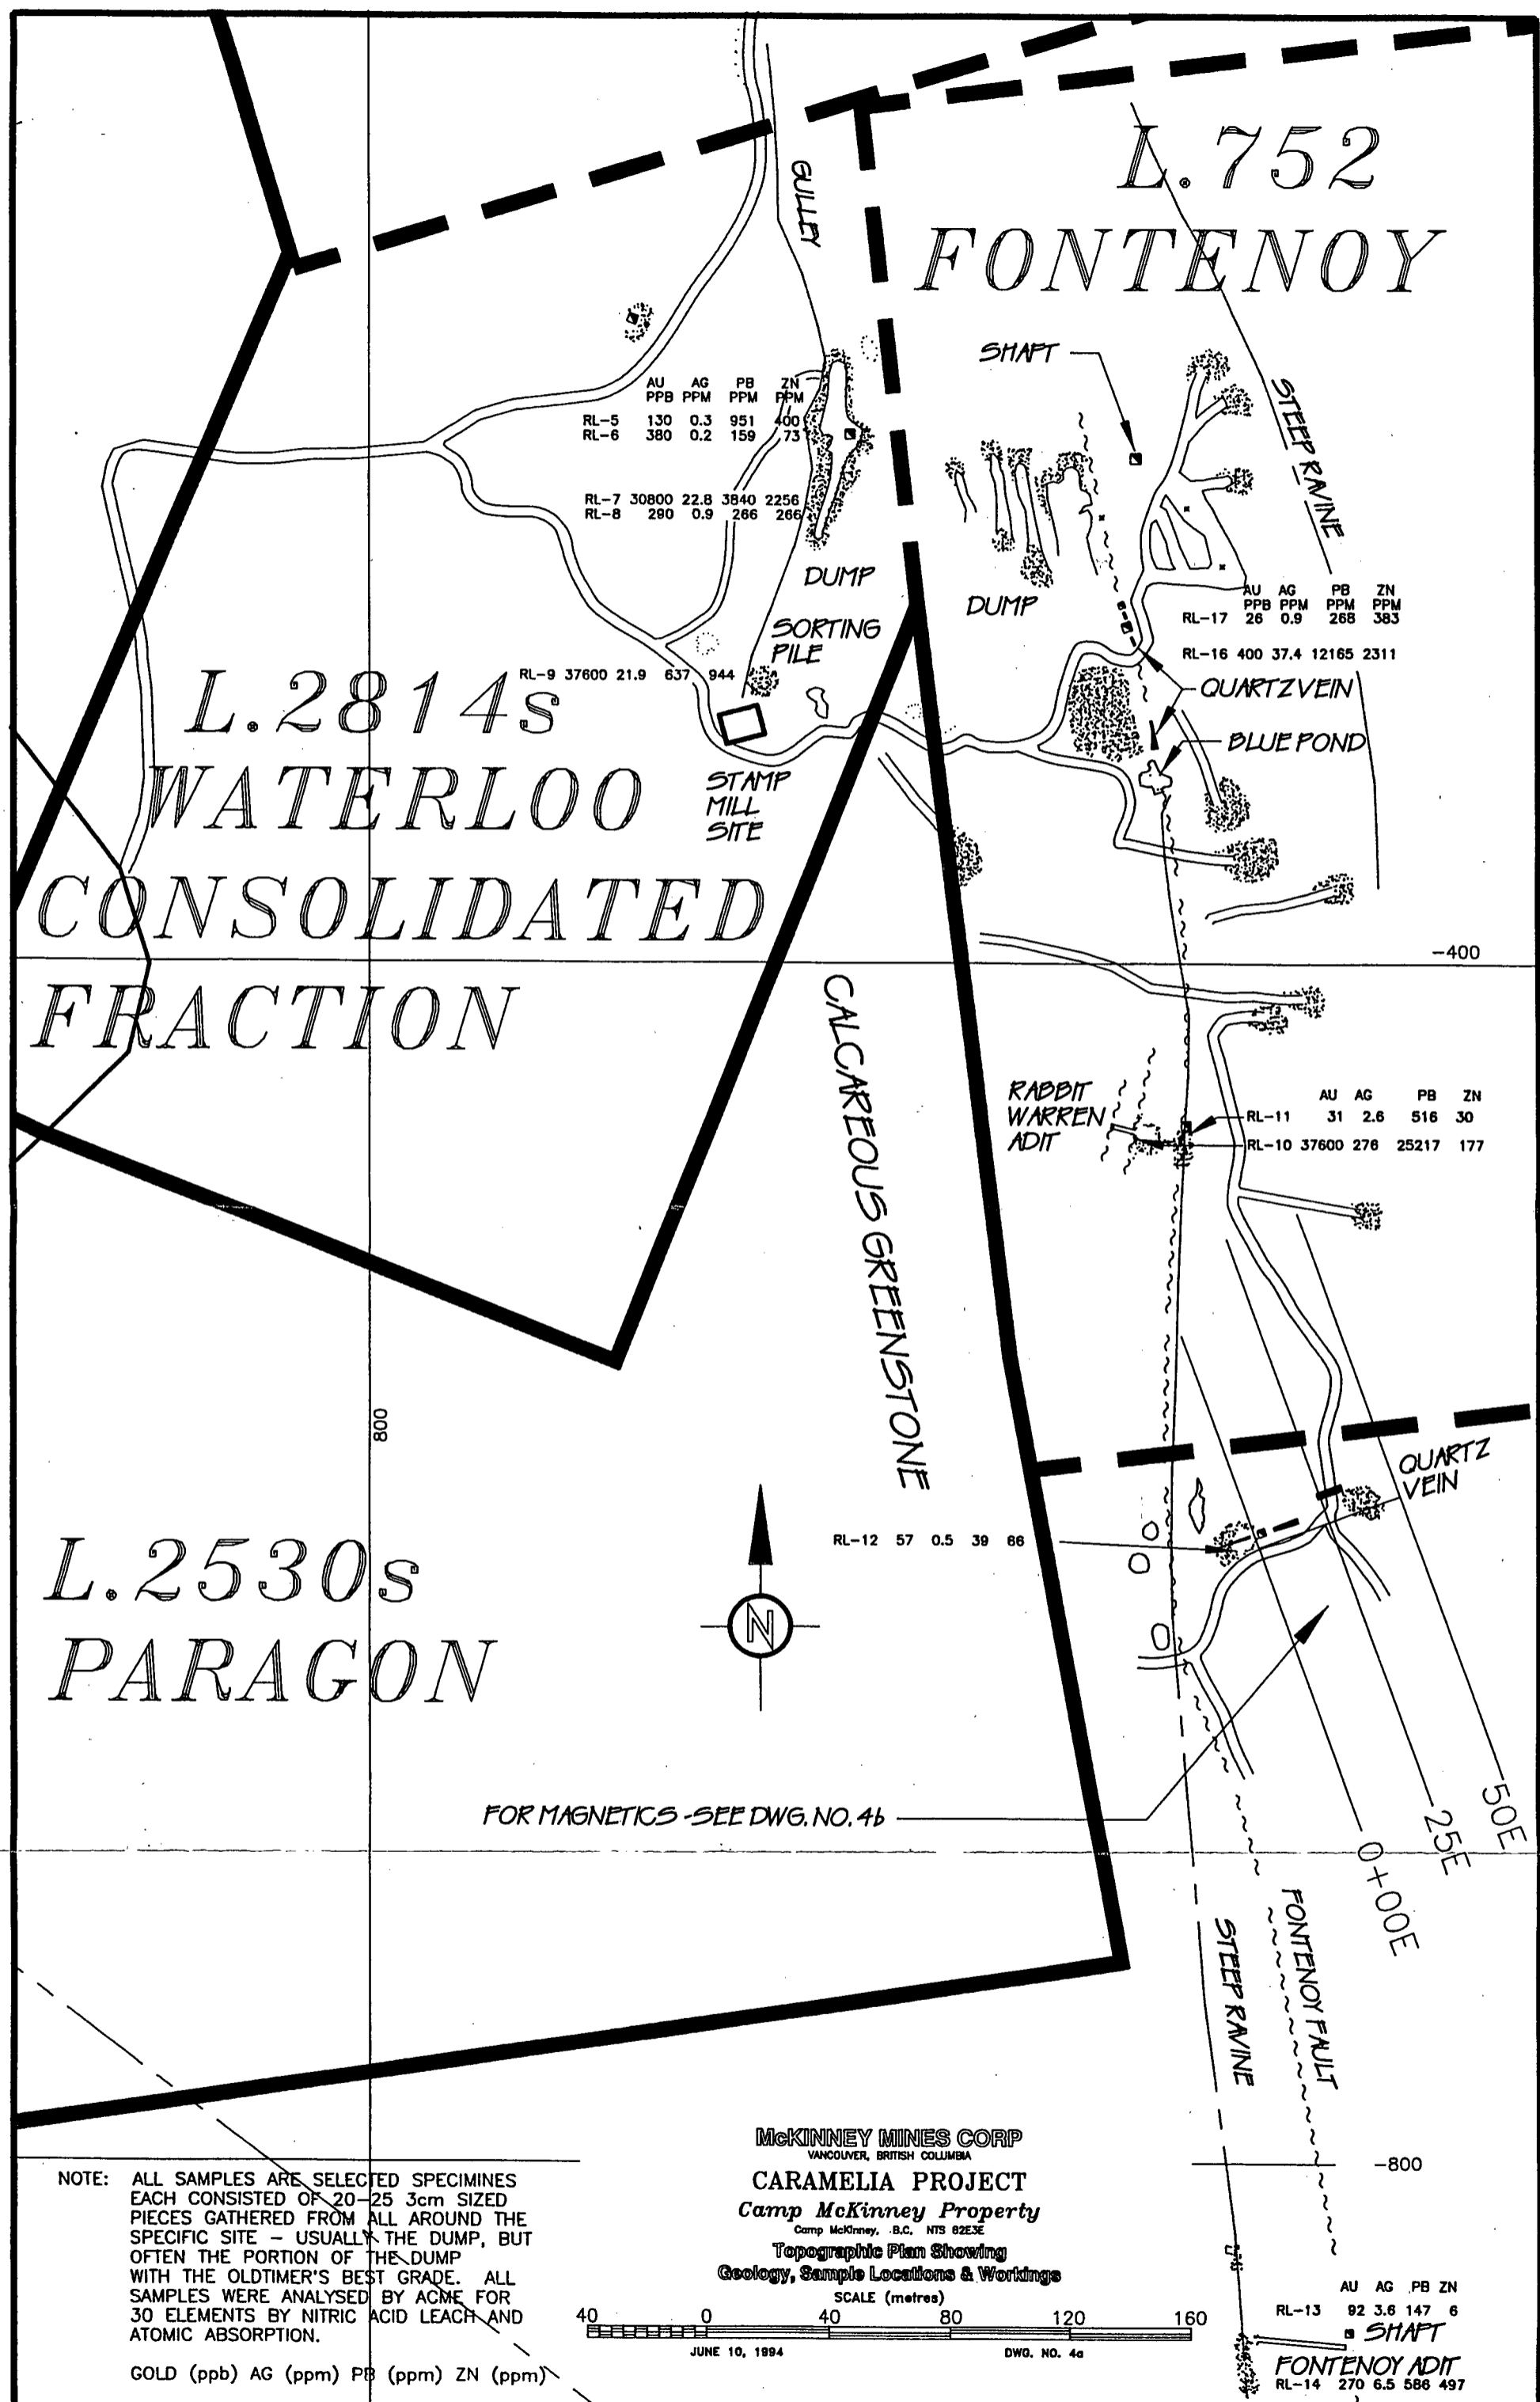 L.752
FONTENOY
GULLEY
SHAFT
STEEP RAVINE
AU AG PB ZN
PPB PPM PPM PPM
RL-5 130 0.3 951 400
RL-6 380 0.2 159 73
RL-7 30800 22.8 3840 2256
RL-8 290 0.9 266 266
DUMP
DUMP
AU AG PB ZN
PPB PPM PPM PPM
RL-17 26 0.9 268 383
RL-16 400 37.4 12165 2311
SORTING
PILE
RL-9 37600 21.9 637 944
QUARTZ VEIN
BLUE POND
L.2814s
WATERLOO
CONSOLIDATED
FRACTION
STAMP
MILL
SITE
-400
CALCAREOUS GREENSTONE
RABBIT
WARREN
ADIT
AU AG PB ZN
RL-11 31 2.6 516 30
RL-10 37600 276 25217 177
800
QUARTZ
VEIN
RL-12 57 0.5 39 66
L.2530s
PARAGON
N
FOR MAGNETICS - SEE DWG. NO. 4b
50E
25E
0+00E
STEEP RAVINE
FONTENOY FAULT
-800
McKINNEY MINES CORP
VANCOUVER, BRITISH COLUMBIA
CARAMELIA PROJECT
Camp McKinney Property
Camp McKinney, B.C. NTS 82E3E
Topographic Plan Showing
Geology, Sample Locations & Workings
SCALE (metres)
40 0 40 80 120 160
JUNE 10, 1994 DWG. NO. 4a
NOTE: ALL SAMPLES ARE SELECTED SPECIMINES
EACH CONSISTED OF 20-25 3cm SIZED
PIECES GATHERED FROM ALL AROUND THE
SPECIFIC SITE - USUALLY THE DUMP, BUT
OFTEN THE PORTION OF THE DUMP
WITH THE OLDTIMER'S BEST GRADE. ALL
SAMPLES WERE ANALYSED BY ACME FOR
30 ELEMENTS BY NITRIC ACID LEACH AND
ATOMIC ABSORPTION.
GOLD (ppb) AG (ppm) PB (ppm) ZN (ppm)
AU AG PB ZN
RL-13 92 3.6 147 6
SHAFT
FONTENOY ADIT
RL-14 270 6.5 586 497